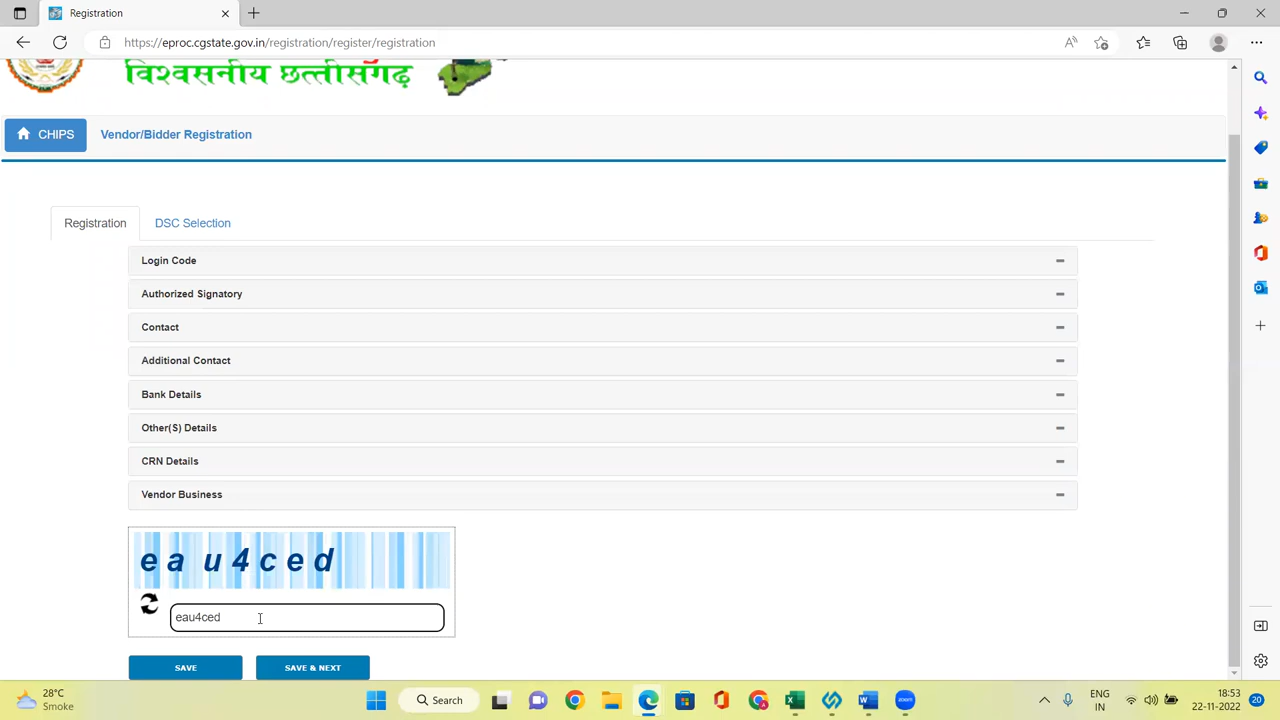 Registration
https://eproc.cgstate.gov.in/registration/register/registration
विश्वसनीय छत्तीसगढ़
CHIPS
Vendor/Bidder Registration
Registration
DSC Selection
Login Code
Authorized Signatory
Contact
Additional Contact
Bank Details
Other(S) Details
CRN Details
Vendor Business
ea u4ced
eau4ced
SAVE
SAVE & NEXT
28°C
Smoke
Search
ENG
IN
18:53
22-11-2022
20